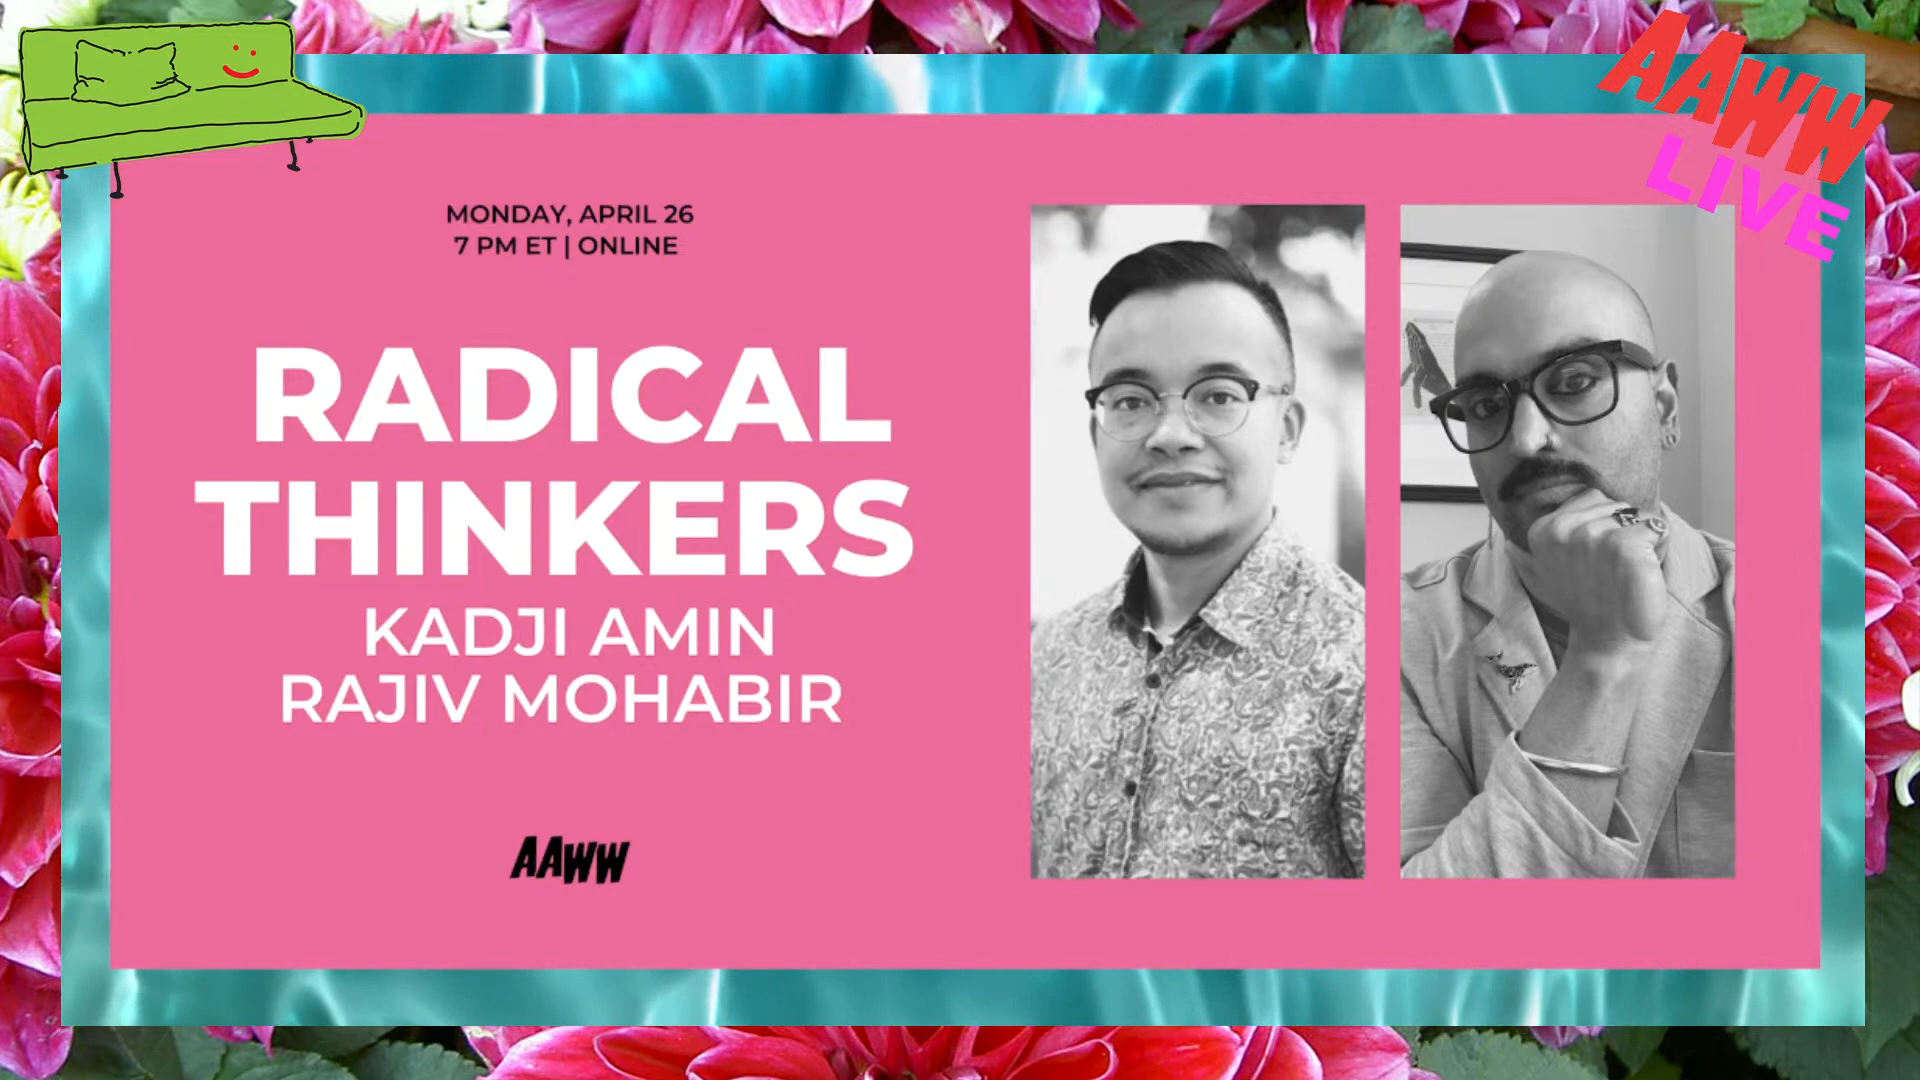 AAWW
LIVE
MONDAY, APRIL 26
7 PM ET | ONLINE
RADICAL
THINKERS
KADJI AMIN
RAJIV MOHABIR
AAWW